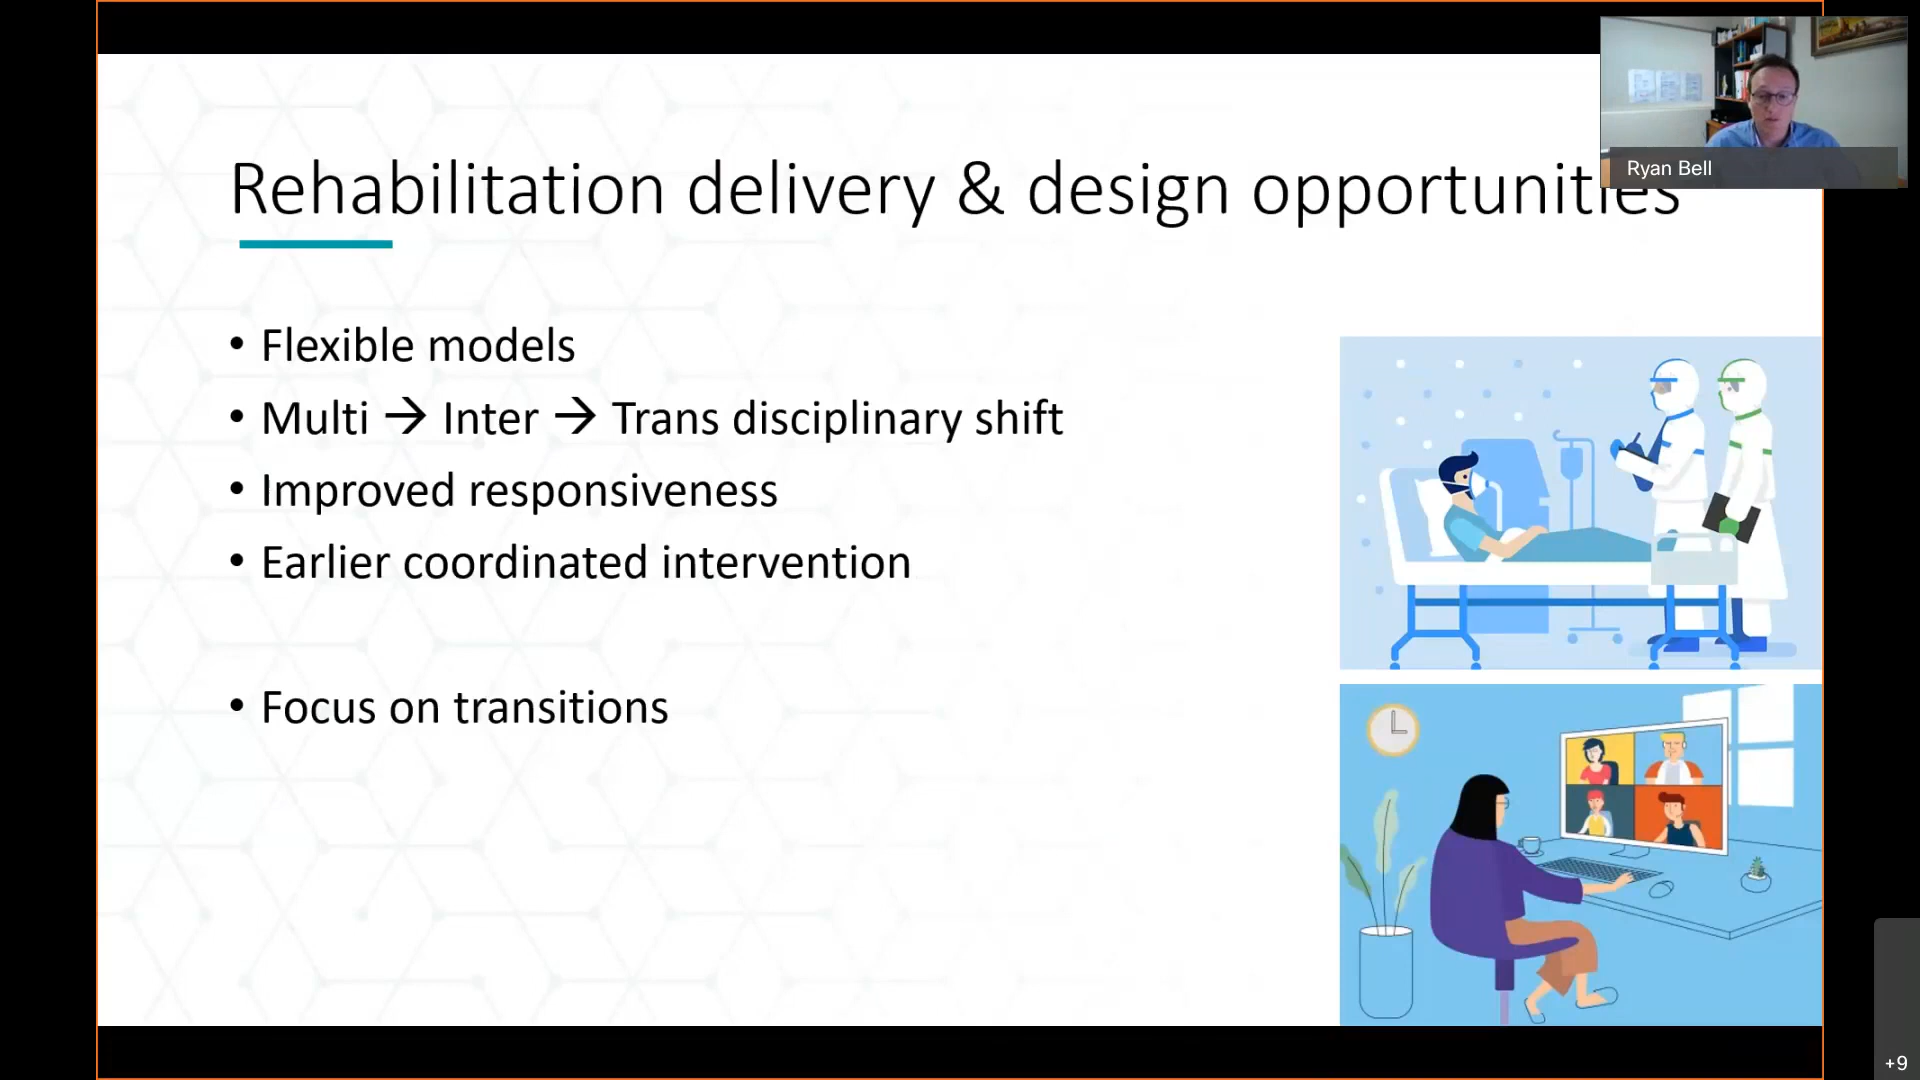 Ryan Bell
Rehabilitation delivery & design opportunities
• Flexible models
• Multi → Inter → Trans disciplinary shift
• Improved responsiveness
• Earlier coordinated intervention
• Focus on transitions
+9